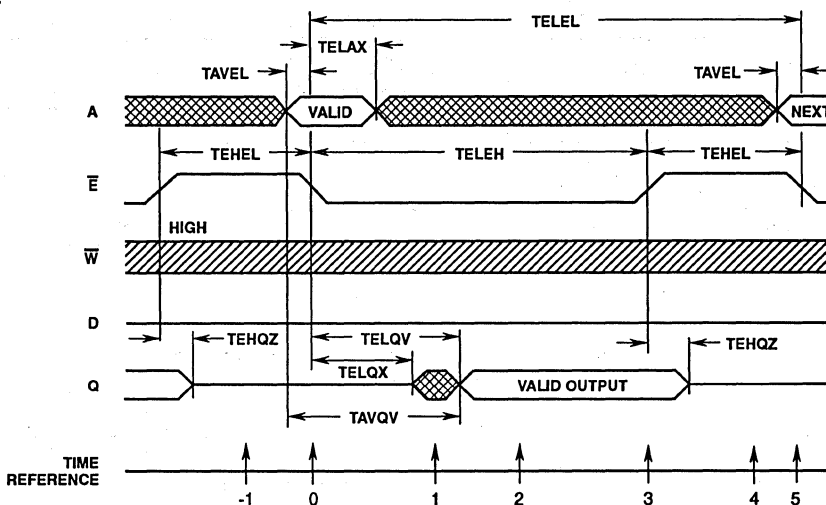 TELEL
TELAX
TAVEL
TAVEL
A
VALID
NEXT
TEHEL
TELEH
TEHEL
E̅
HIGH
W̅
D
TEHQZ
TELQV
TEHQZ
TELQX
Q
VALID OUTPUT
TAVQV
TIME
REFERENCE
-1 0 1 2 3 4 5